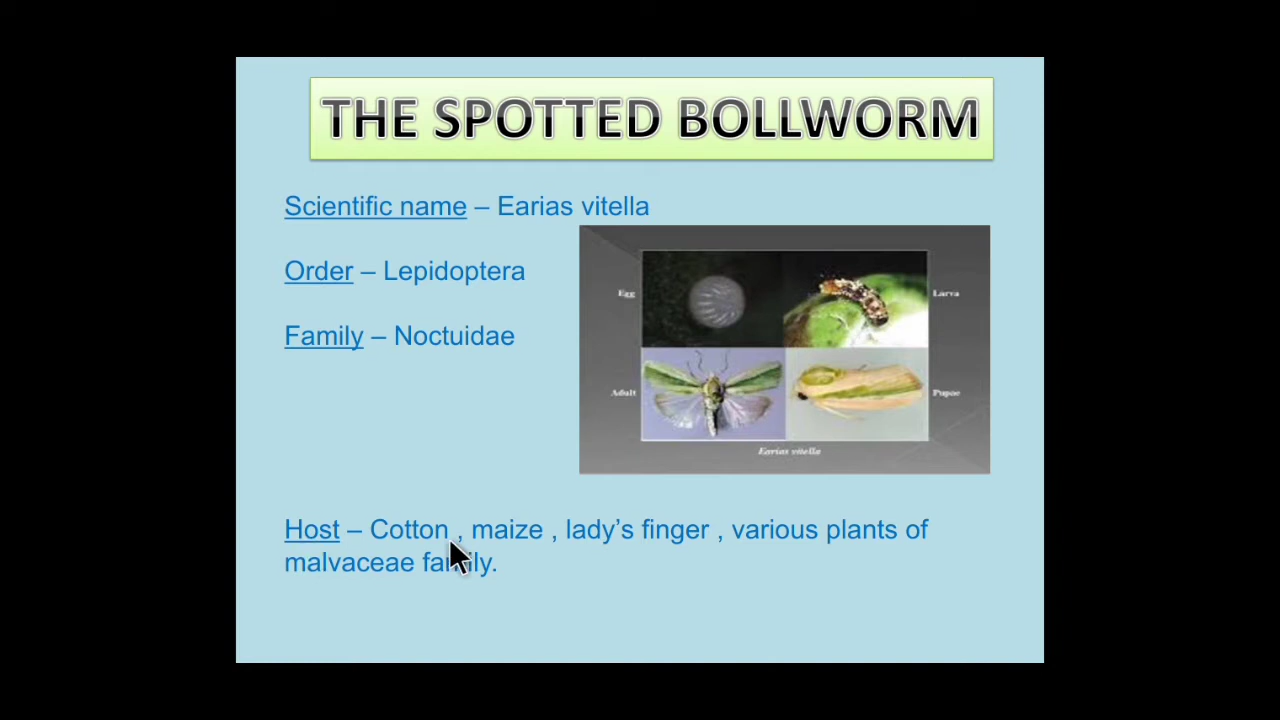 THE SPOTTED BOLLWORM
Scientific name – Earias vitella
Order – Lepidoptera
Family – Noctuidae
Egg
Larva
Adult
Pupae
Earias vitella
Host – Cotton , maize , lady’s finger , various plants of
malvaceae family.